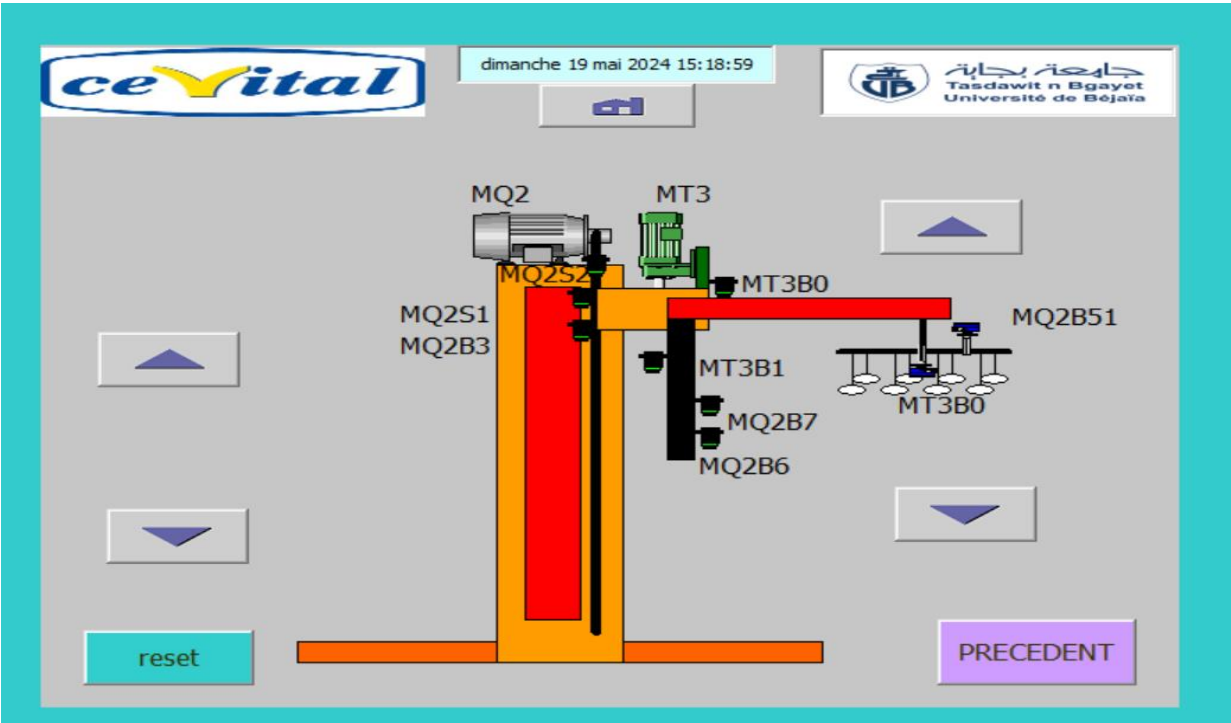 ceVital
dimanche 19 mai 2024 15:18:59
جامعة بجاية
Tasdawit n Bgayet
Université de Béjaïa
MQ2
MT3
MQ2S2
MT3B0
MQ2S1
MQ2B51
MQ2B3
MT3B1
MT3B0
MQ2B7
MQ2B6
reset
PRECEDENT